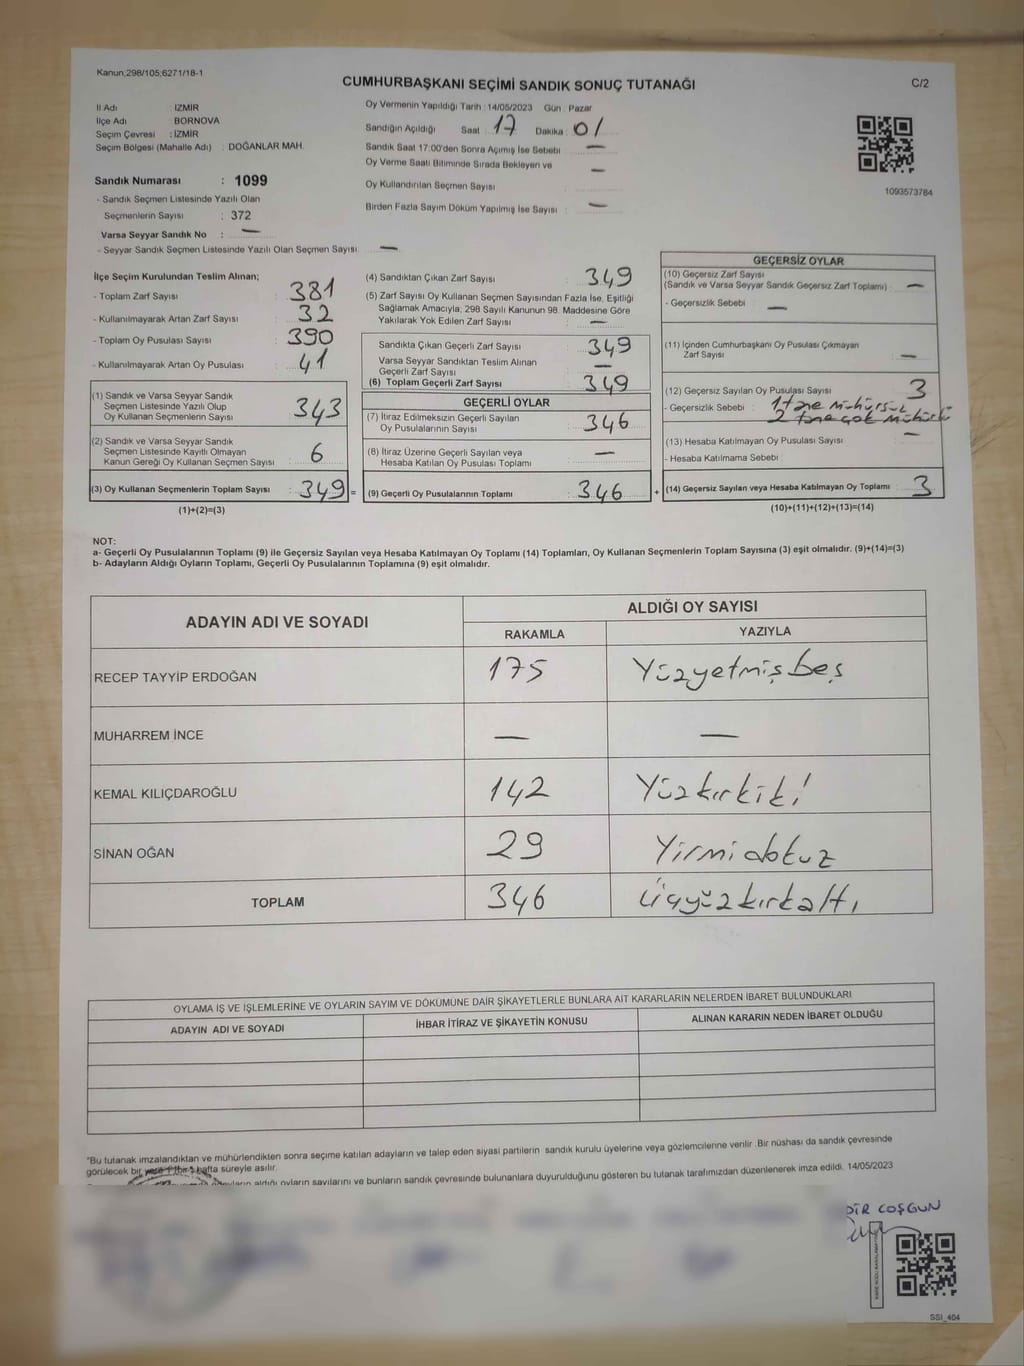 Kanun;298/105;6271/18-1
CUMHURBAŞKANI SEÇİMİ SANDIK SONUÇ TUTANAĞI
C/2
İl Adı : İZMİR
İlçe Adı : BORNOVA
Seçim Çevresi : İZMİR
Seçim Bölgesi (Mahalle Adı) : DOĞANLAR MAH.
Sandık Numarası : 1099
- Sandık Seçmen Listesinde Yazılı Olan
Seçmenlerin Sayısı : 372
Varsa Seyyar Sandık No : —
- Seyyar Sandık Seçmen Listesinde Yazılı Olan Seçmen Sayısı: —
Oy Vermenin Yapıldığı Tarih :14/05/2023 Gün : Pazar
Sandığın Açıldığı Saat : 17 Dakika : 01
Sandık Saat 17:00'den Sonra Açımış İse Sebebi : —
Oy Verme Saati Bitiminde Sırada Bekleyen ve —
Oy Kullandırılan Seçmen Sayısı :
Birden Fazla Sayım Döküm Yapılmış İse Sayısı : —
1093573784
İlçe Seçim Kurulundan Teslim Alınan;
- Toplam Zarf Sayısı : 381
- Kullanılmayarak Artan Zarf Sayısı : 32
- Toplam Oy Pusulası Sayısı : 390
- Kullanılmayarak Artan Oy Pusulası : 41
(1) Sandık ve Varsa Seyyar Sandık
Seçmen Listesinde Yazılı Olup
Oy Kullanan Seçmenlerin Sayısı : 343
(2) Sandık ve Varsa Seyyar Sandık
Seçmen Listesinde Kayıtlı Olmayan
Kanun Gereği Oy Kullanan Seçmen Sayısı : 6
(3) Oy Kullanan Seçmenlerin Toplam Sayısı : 349 =
(1)+(2)=(3)
(4) Sandıktan Çıkan Zarf Sayısı : 349
(5) Zarf Sayısı Oy Kullanan Seçmen Sayısından Fazla İse, Eşitliği
Sağlamak Amacıyla; 298 Sayılı Kanunun 98. Maddesine Göre
Yakılarak Yok Edilen Zarf Sayısı : —
Sandıkta Çıkan Geçerli Zarf Sayısı : 349
Varsa Seyyar Sandıktan Teslim Alınan
Geçerli Zarf Sayısı : —
(6) Toplam Geçerli Zarf Sayısı : 349
GEÇERLİ OYLAR
(7) İtiraz Edilmeksizin Geçerli Sayılan
Oy Pusulalarının Sayısı : 346
(8) İtiraz Üzerine Geçerli Sayılan veya
Hesaba Katılan Oy Pusulası Toplamı : —
(9) Geçerli Oy Pusulalarının Toplamı : 346 +
GEÇERSİZ OYLAR
(10) Geçersiz Zarf Sayısı
(Sandık ve Varsa Seyyar Sandık Geçersiz Zarf Toplamı) : —
- Geçersizlik Sebebi : —
(11) İçinden Cumhurbaşkanı Oy Pusulası Çıkmayan
Zarf Sayısı : —
(12) Geçersiz Sayılan Oy Pusulası Sayısı : 3
- Geçersizlik Sebebi : 1 tane mühürsüz
2 tane çok mühürlü
(13) Hesaba Katılmayan Oy Pusulası Sayısı : —
- Hesaba Katılmama Sebebi :
(14) Geçersiz Sayılan veya Hesaba Katılmayan Oy Toplamı : 3
(10)+(11)+(12)+(13)=(14)
NOT:
a- Geçerli Oy Pusulalarının Toplamı (9) ile Geçersiz Sayılan veya Hesaba Katılmayan Oy Toplamı (14) Toplamları, Oy Kullanan Seçmenlerin Toplam Sayısına (3) eşit olmalıdır. (9)+(14)=(3)
b- Adayların Aldığı Oyların Toplamı, Geçerli Oy Pusulalarının Toplamına (9) eşit olmalıdır.
ADAYIN ADI VE SOYADI
ALDIĞI OY SAYISI
RAKAMLA YAZIYLA
RECEP TAYYİP ERDOĞAN 175 Yüzyetmişbeş
MUHARREM İNCE — —
KEMAL KILIÇDAROĞLU 142 Yüzkırkiki
SİNAN OĞAN 29 Yirmidokuz
TOPLAM 346 Üçyüzkırkaltı
OYLAMA İŞ VE İŞLEMLERİNE VE OYLARIN SAYIM VE DÖKÜMÜNE DAİR ŞİKAYETLERLE BUNLARA AİT KARARLARIN NELERDEN İBARET BULUNDUKLARI
ADAYIN ADI VE SOYADI İHBAR İTİRAZ VE ŞİKAYETİN KONUSU ALINAN KARARIN NEDEN İBARET OLDUĞU
"Bu tutanak imzalandıktan ve mühürlendikten sonra seçime katılan adayların ve talep eden siyasi partilerin sandık kurulu üyelerine veya gözlemcilerine verilir. Bir nüshası da sandık çevresinde
görülecek bir yere 1 (bir) hafta süreyle asılır.
aldığı oyların sayılarını ve bunların sandık çevresinde bulunanlara duyurulduğunu gösteren bu tutanak tarafımızdan düzenlenerek imza edildi. 14/05/2023
DİR COŞGUN
SSI_404